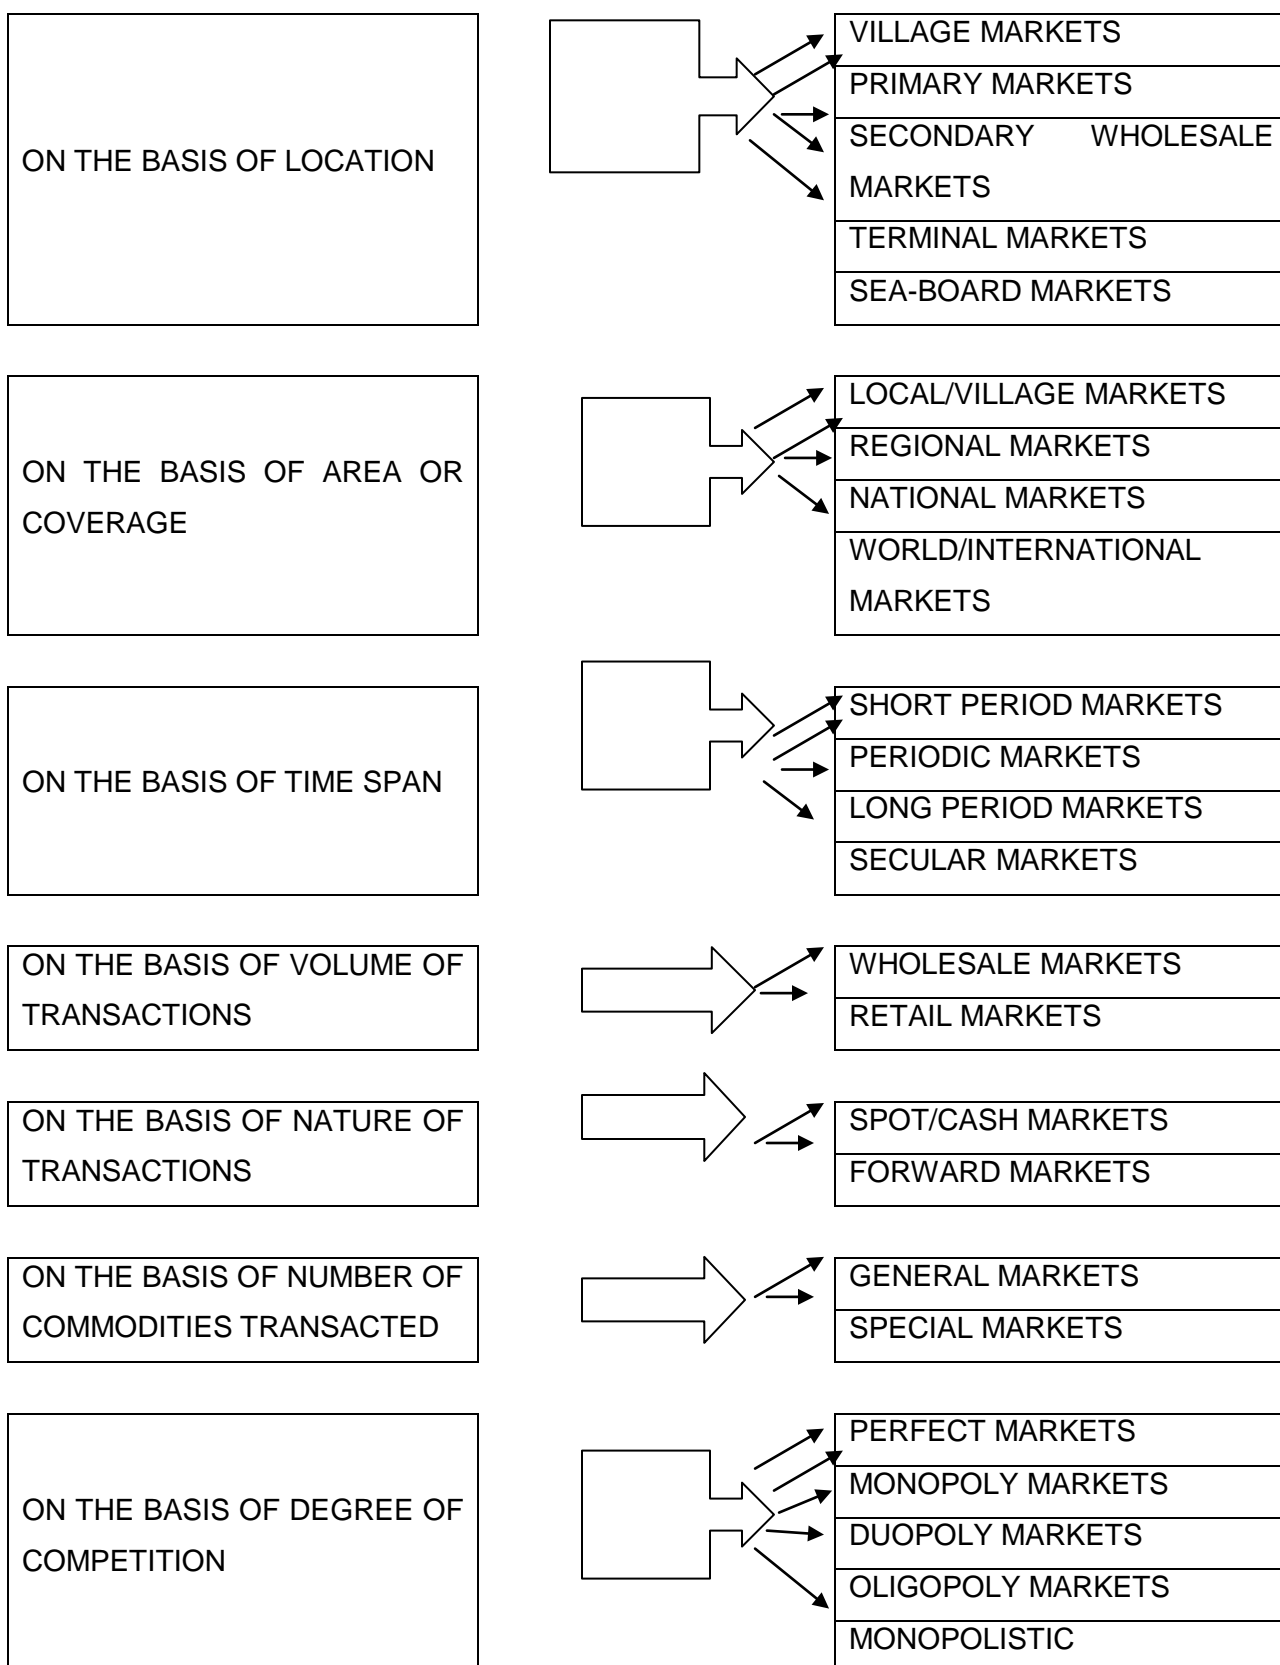 ON THE BASIS OF LOCATION
VILLAGE MARKETS
PRIMARY MARKETS
SECONDARY WHOLESALE
MARKETS
TERMINAL MARKETS
SEA-BOARD MARKETS
ON THE BASIS OF AREA OR
COVERAGE
LOCAL/VILLAGE MARKETS
REGIONAL MARKETS
NATIONAL MARKETS
WORLD/INTERNATIONAL
MARKETS
ON THE BASIS OF TIME SPAN
SHORT PERIOD MARKETS
PERIODIC MARKETS
LONG PERIOD MARKETS
SECULAR MARKETS
ON THE BASIS OF VOLUME OF
TRANSACTIONS
WHOLESALE MARKETS
RETAIL MARKETS
ON THE BASIS OF NATURE OF
TRANSACTIONS
SPOT/CASH MARKETS
FORWARD MARKETS
ON THE BASIS OF NUMBER OF
COMMODITIES TRANSACTED
GENERAL MARKETS
SPECIAL MARKETS
ON THE BASIS OF DEGREE OF
COMPETITION
PERFECT MARKETS
MONOPOLY MARKETS
DUOPOLY MARKETS
OLIGOPOLY MARKETS
MONOPOLISTIC